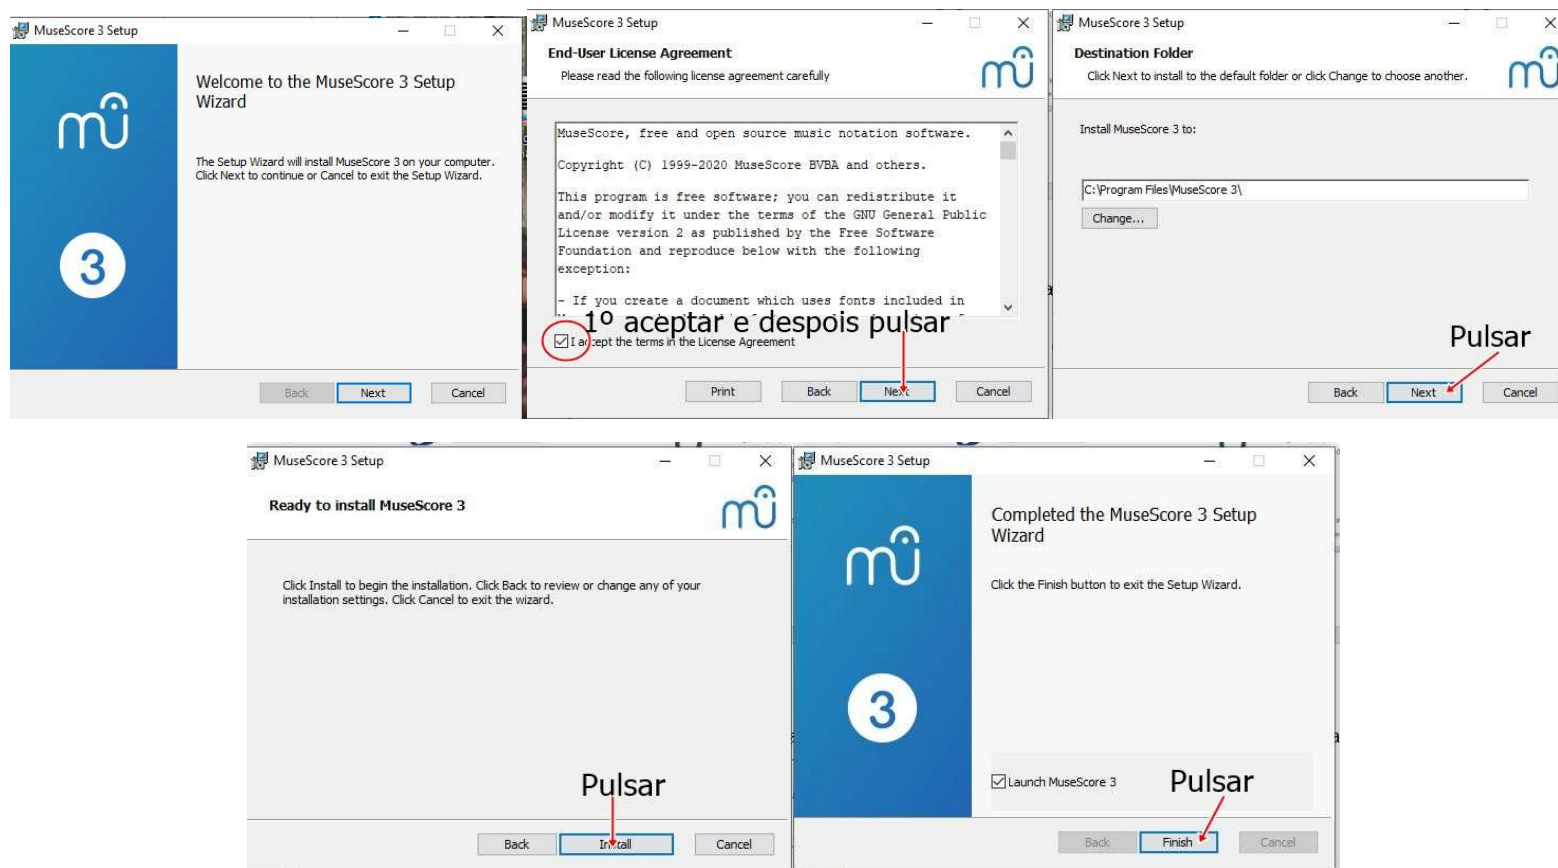 MuseScore 3 Setup
Welcome to the MuseScore 3 Setup
Wizard
The Setup Wizard will install MuseScore 3 on your computer.
Click Next to continue or Cancel to exit the Setup Wizard.
3
Back Next Cancel
MuseScore 3 Setup
End-User License Agreement
Please read the following license agreement carefully
MuseScore, free and open source music notation software.
Copyright (C) 1999-2020 MuseScore BVBA and others.
This program is free software; you can redistribute it
and/or modify it under the terms of the GNU General Public
License version 2 as published by the Free Software
Foundation and reproduce below with the following
exception:
- If you create a document which uses fonts included in
1º aceptar e despois pulsar
I accept the terms in the License Agreement
Print Back Next Cancel
MuseScore 3 Setup
Destination Folder
Click Next to install to the default folder or click Change to choose another.
Install MuseScore 3 to:
C:\Program Files\MuseScore 3\
Change...
Pulsar
Back Next Cancel
MuseScore 3 Setup
Ready to install MuseScore 3
Click Install to begin the installation. Click Back to review or change any of your
installation settings. Click Cancel to exit the wizard.
Pulsar
Back Install Cancel
MuseScore 3 Setup
Completed the MuseScore 3 Setup
Wizard
Click the Finish button to exit the Setup Wizard.
3
Launch MuseScore 3
Pulsar
Back Finish Cancel